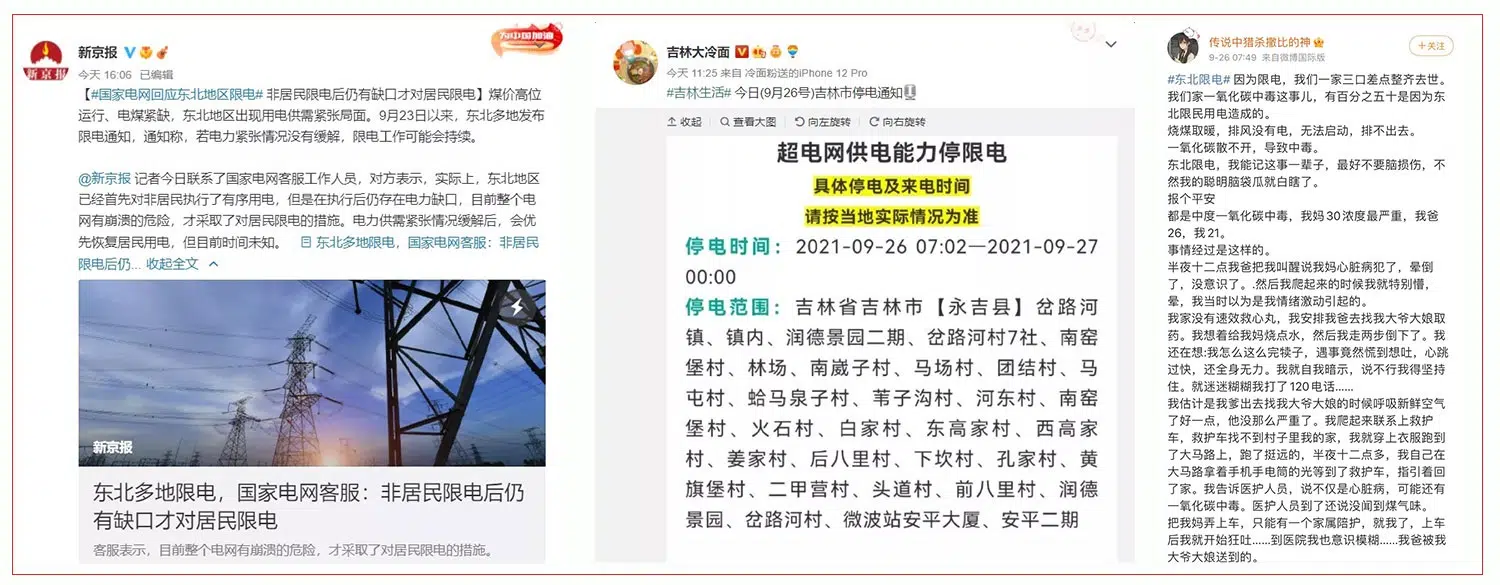 新京报
新京报
今天 16:06 已编辑
为中国加油
【#国家电网回应东北地区限电# 非居民限电后仍有缺口才对居民限电】煤价高位
运行、电煤紧缺，东北地区出现用电供需紧张局面。9月23日以来，东北多地发布
限电通知，通知称，若电力紧张情况没有缓解，限电工作可能会持续。
@新京报 记者今日联系了国家电网客服工作人员，对方表示，实际上，东北地区
已经首先对非居民执行了有序用电，但是在执行后仍存在电力缺口，目前整个电
网有崩溃的危险，才采取了对居民限电的措施。电力供需紧张情况缓解后，会优
先恢复居民用电，但目前时间未知。 东北多地限电，国家电网客服：非居民
限电后仍... 收起全文
新京报
东北多地限电，国家电网客服：非居民限电后仍
有缺口才对居民限电
客服表示，目前整个电网有崩溃的危险，才采取了对居民限电的措施。
吉林大冷面
今天 11:25 来自 冷面粉送的iPhone 12 Pro
#吉林生活# 今日(9月26号)吉林市停电通知
收起 查看大图 向左旋转 向右旋转
超电网供电能力停限电
具体停电及来电时间
请按当地实际情况为准
停电时间：2021-09-26 07:02—2021-09-27
00:00
停电范围：吉林省吉林市【永吉县】岔路河
镇、镇内、润德景园二期、岔路河村7社、南窑
堡村、林场、南崴子村、马场村、团结村、马
屯村、蛤马泉子村、苇子沟村、河东村、南窑
堡村、火石村、白家村、东高家村、西高家
村、姜家村、后八里村、下坎村、孔家村、黄
旗堡村、二甲营村、头道村、前八里村、润德
景园、岔路河村、微波站安平大厦、安平二期
传说中猎杀撒比的神
9-26 07:49 来自微博国际版
+关注
#东北限电# 因为限电，我们一家三口差点整齐去世。
我们家一氧化碳中毒这事儿，有百分之五十是因为东
北限民用电造成的。
烧煤取暖，排风没有电，无法启动，排不出去。
一氧化碳散不开，导致中毒。
东北限电，我能记这事一辈子，最好不要脑损伤，不
然我的聪明脑袋瓜就白瞎了。
报个平安
都是中度一氧化碳中毒，我妈30浓度最严重，我爸
26，我21。
事情经过是这样的。
半夜十二点我爸把我叫醒说我妈心脏病犯了，晕倒
了，没意识了。.然后我爬起来的时候我就特别懵，
晕，我当时以为是我情绪激动引起的。
我家没有速效救心丸，我安排我爸去找我大爷大娘取
药。我想着给我妈烧点水，然后我走两步倒下了。我
还在想:我怎么这么完犊子，遇事竟然慌到想吐，心跳
过快，还全身无力。我就自我暗示，说不行我得坚持
住。就迷迷糊糊我打了120电话......
我估计是我爹出去找我大爷大娘的时候呼吸新鲜空气
了好一点，他没那么严重了。我爬起来联系上救护
车，救护车找不到村子里我的家，我就穿上衣服跑到
了大马路上，跑了挺远的，半夜十二点多，我自己在
大马路拿着手机手电筒的光等到了救护车，指引着回
了家。我告诉医护人员，说不仅是心脏病，可能还有
一氧化碳中毒。医护人员到了还说没闻到煤气味。
把我妈弄上车，只能有一个家属陪护，就我了，上车
后我就开始狂吐......到医院我也意识模糊......我爸被我
大爷大娘送到的。